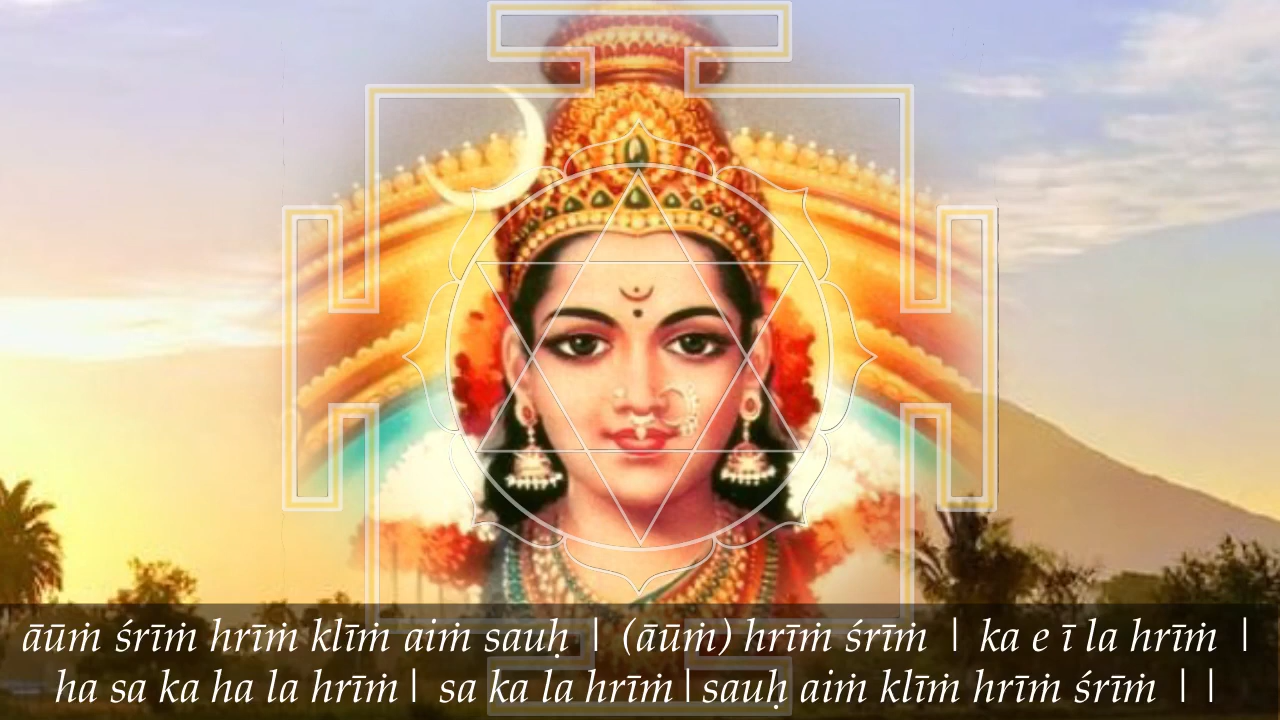 āūṁ śrīṁ hrīṁ klīṁ aiṁ sauḥ | (āūṁ) hrīṁ śrīṁ | ka e ī la hrīṁ |
ha sa ka ha la hrīṁ| sa ka la hrīṁ|sauḥ aiṁ klīṁ hrīṁ śrīṁ | |